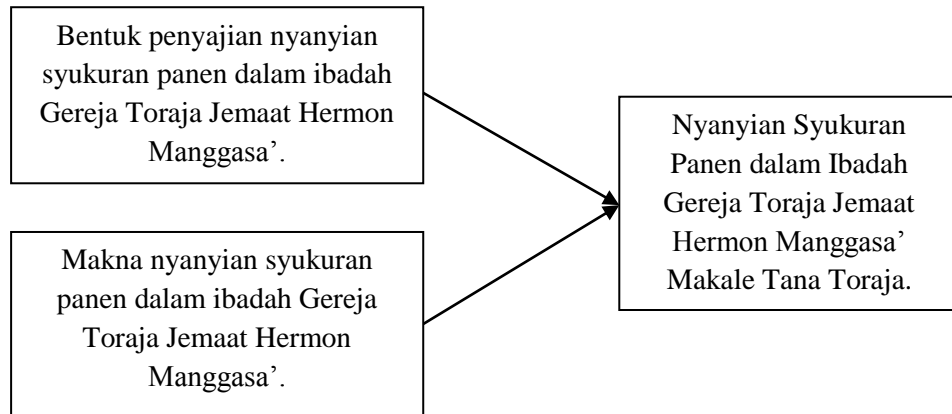 Bentuk penyajian nyanyian
syukuran panen dalam ibadah
Gereja Toraja Jemaat Hermon
Manggasa’.
Makna nyanyian syukuran
panen dalam ibadah Gereja
Toraja Jemaat Hermon
Manggasa’.
Nyanyian Syukuran
Panen dalam Ibadah
Gereja Toraja Jemaat
Hermon Manggasa’
Makale Tana Toraja.